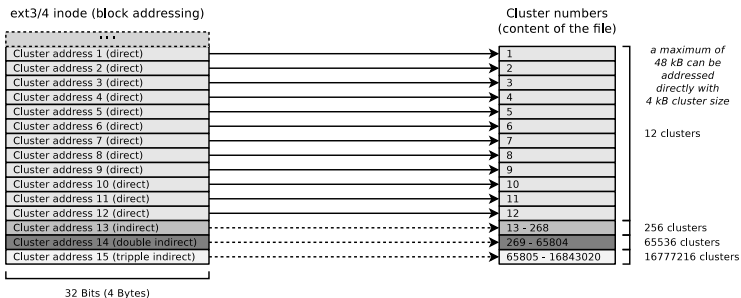 ext3/4 inode (block addressing)
Cluster numbers
(content of the file)
...
Cluster address 1 (direct)
Cluster address 2 (direct)
Cluster address 3 (direct)
Cluster address 4 (direct)
Cluster address 5 (direct)
Cluster address 6 (direct)
Cluster address 7 (direct)
Cluster address 8 (direct)
Cluster address 9 (direct)
Cluster address 10 (direct)
Cluster address 11 (direct)
Cluster address 12 (direct)
Cluster address 13 (indirect)
Cluster address 14 (double indirect)
Cluster address 15 (tripple indirect)
32 Bits (4 Bytes)
1
2
3
4
5
6
7
8
9
10
11
12
13 - 268
269 - 65804
65805 - 16843020
a maximum of
48 kB can be
addressed
directly with
4 kB cluster size
12 clusters
256 clusters
65536 clusters
16777216 clusters